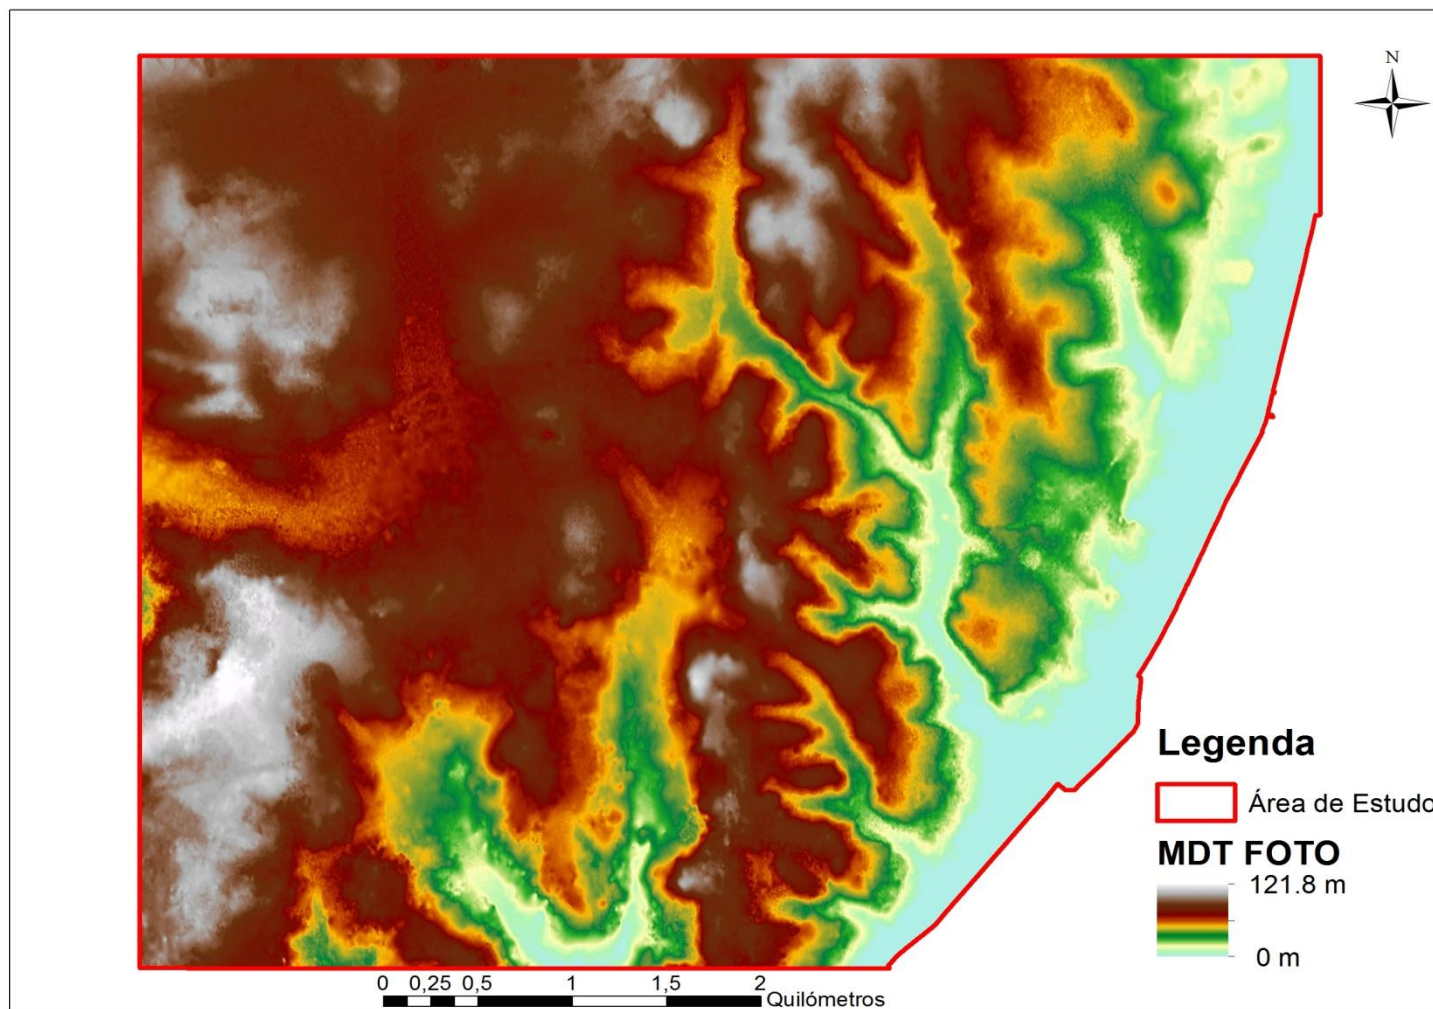 N
Legenda
Área de Estudo
MDT FOTO
121.8 m
0 m
0 0,25 0,5 1 1,5 2
Quilómetros